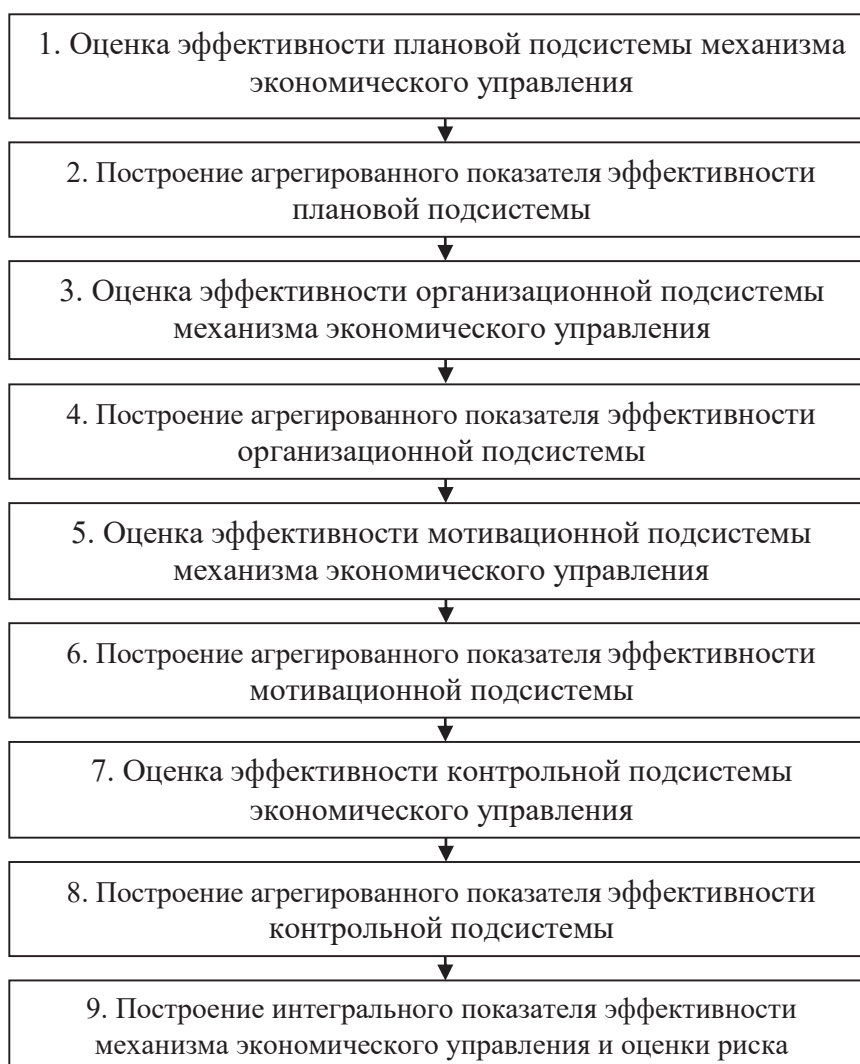 1. Оценка эффективности плановой подсистемы механизма
экономического управления
2. Построение агрегированного показателя эффективности
плановой подсистемы
3. Оценка эффективности организационной подсистемы
механизма экономического управления
4. Построение агрегированного показателя эффективности
организационной подсистемы
5. Оценка эффективности мотивационной подсистемы
механизма экономического управления
6. Построение агрегированного показателя эффективности
мотивационной подсистемы
7. Оценка эффективности контрольной подсистемы
экономического управления
8. Построение агрегированного показателя эффективности
контрольной подсистемы
9. Построение интегрального показателя эффективности
механизма экономического управления и оценки риска